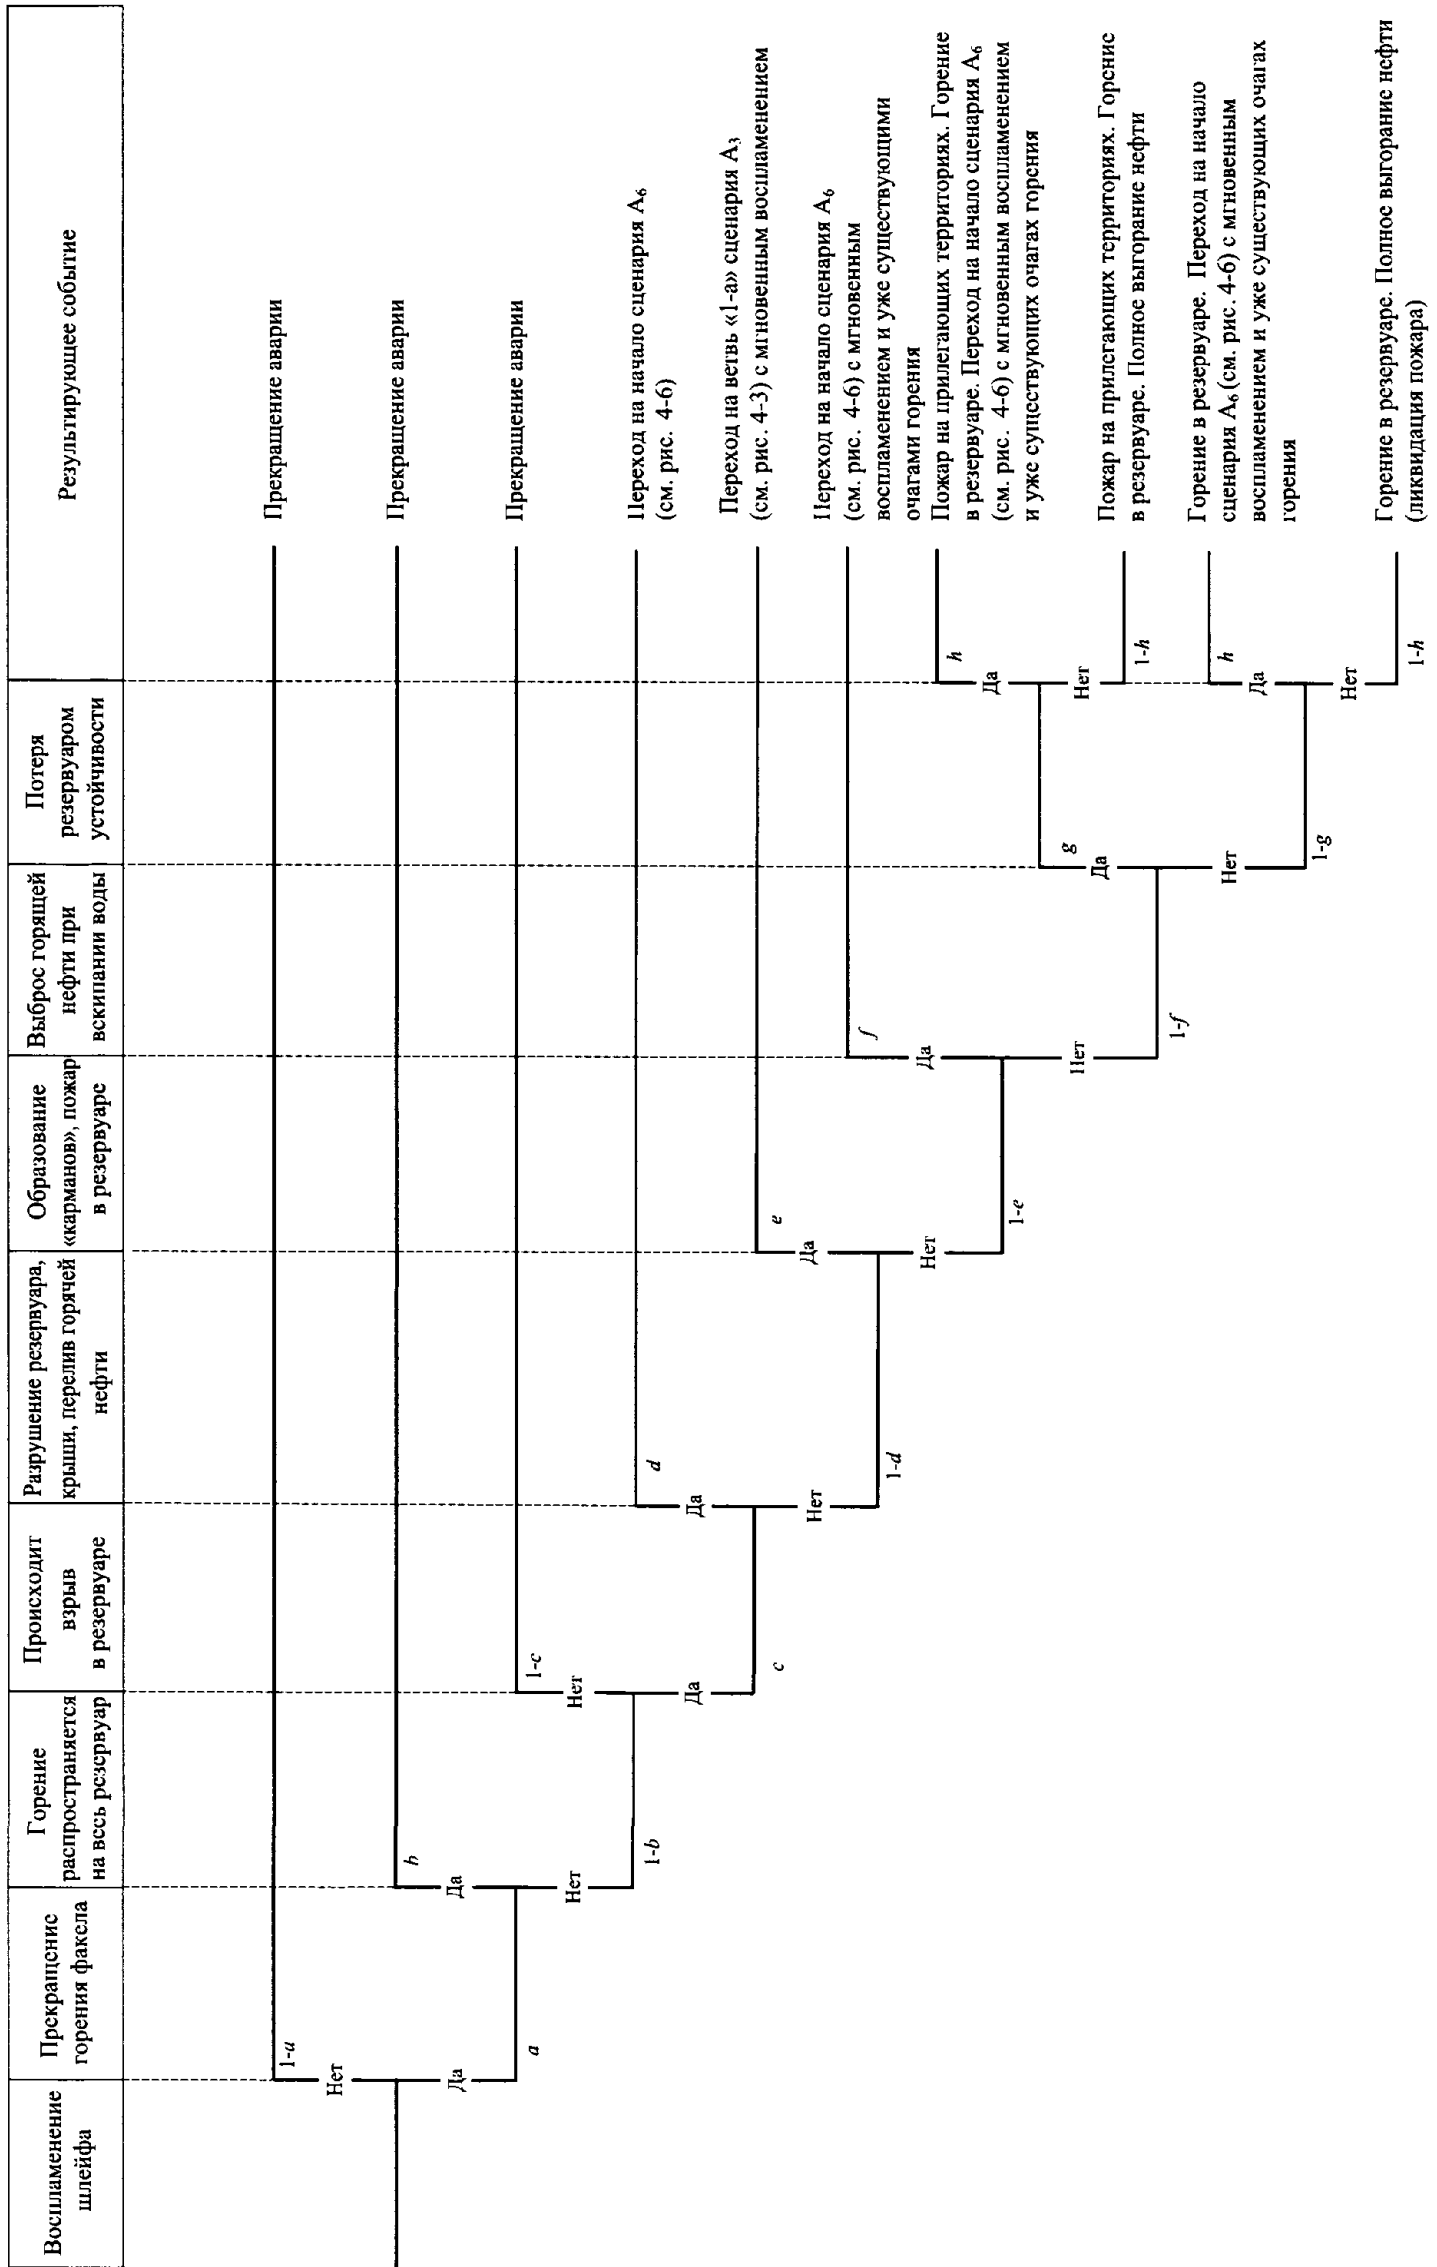 Воспламенение
шлейфа
Прекращение
горения факела
Горение
распространяется
на весь резервуар
Происходит
взрыв
в резервуаре
Разрушение резервуара,
крыши, перелив горячей
нефти
Образование
«карманов», пожар
в резервуаре
Выброс горящей
нефти при
вскипании воды
Потеря
резервуаром
устойчивости
Результирующее событие
Нет
1-a
Прекращение аварии
Да
a
Да
b
Прекращение аварии
Нет
1-b
Нет
1-c
Прекращение аварии
Да
c
Да
d
Переход на начало сценария А6
(см. рис. 4-6)
Нет
1-d
Да
e
Переход на ветвь «1-а» сценария А3
(см. рис. 4-3) с мгновенным воспламенением
Нет
1-e
Да
f
Переход на начало сценария А6
(см. рис. 4-6) с мгновенным
воспламенением и уже существующими
очагами горения
Нет
1-f
Да
g
Да
h
Пожар на прилегающих территориях. Горение
в резервуаре. Переход на начало сценария А6
(см. рис. 4-6) с мгновенным воспламенением
и уже существующих очагах горения
Нет
1-h
Пожар на прилегающих территориях. Горение
в резервуаре. Полное выгорание нефти
Нет
1-g
Да
h
Горение в резервуаре. Переход на начало
сценария А6 (см. рис. 4-6) с мгновенным
воспламенением и уже существующих очагах
горения
Нет
1-h
Горение в резервуаре. Полное выгорание нефти
(ликвидация пожара)